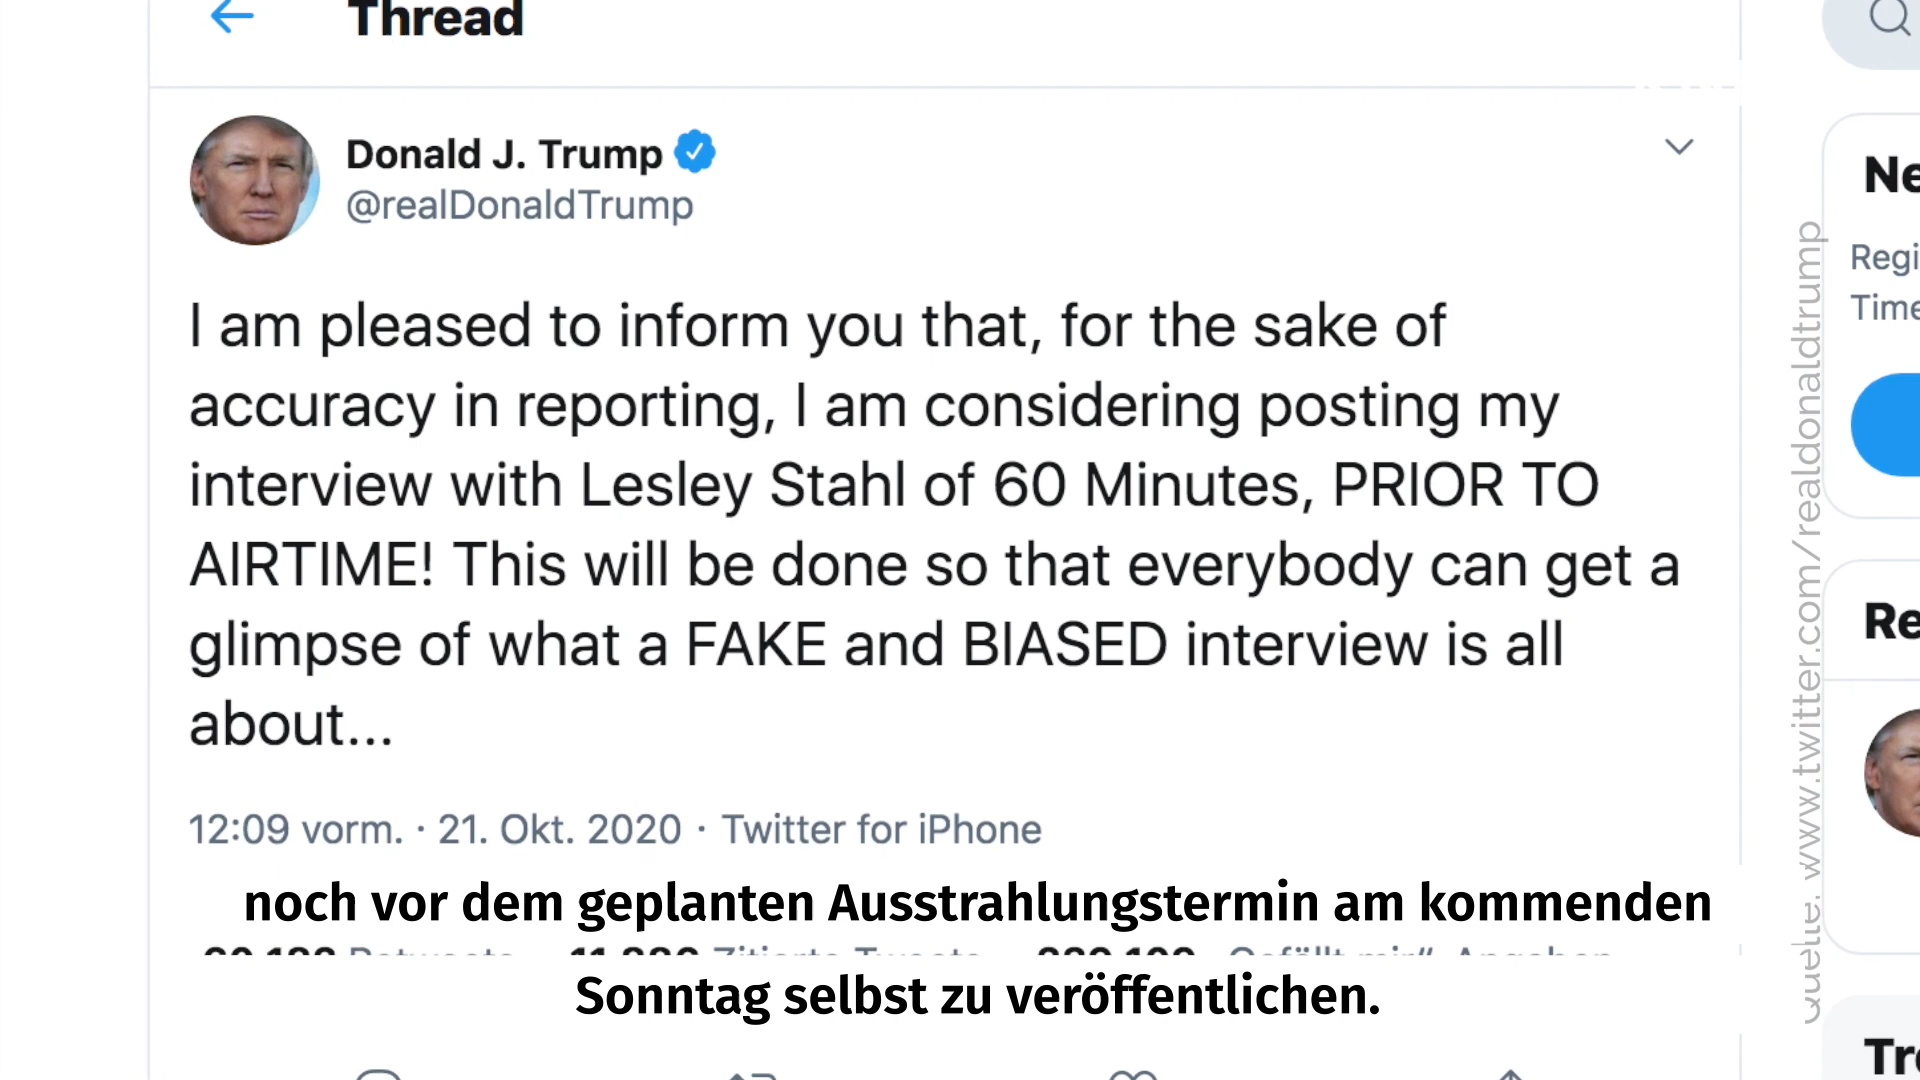 Thread
Donald J. Trump
@realDonaldTrump
I am pleased to inform you that, for the sake of
accuracy in reporting, I am considering posting my
interview with Lesley Stahl of 60 Minutes, PRIOR TO
AIRTIME! This will be done so that everybody can get a
glimpse of what a FAKE and BIASED interview is all
about...
12:09 vorm. · 21. Okt. 2020 · Twitter for iPhone
noch vor dem geplanten Ausstrahlungstermin am kommenden
Sonntag selbst zu veröffentlichen.
Quelle: www.twitter.com/realdonaldtrump
Ne
Regi
Time
Re
Tre